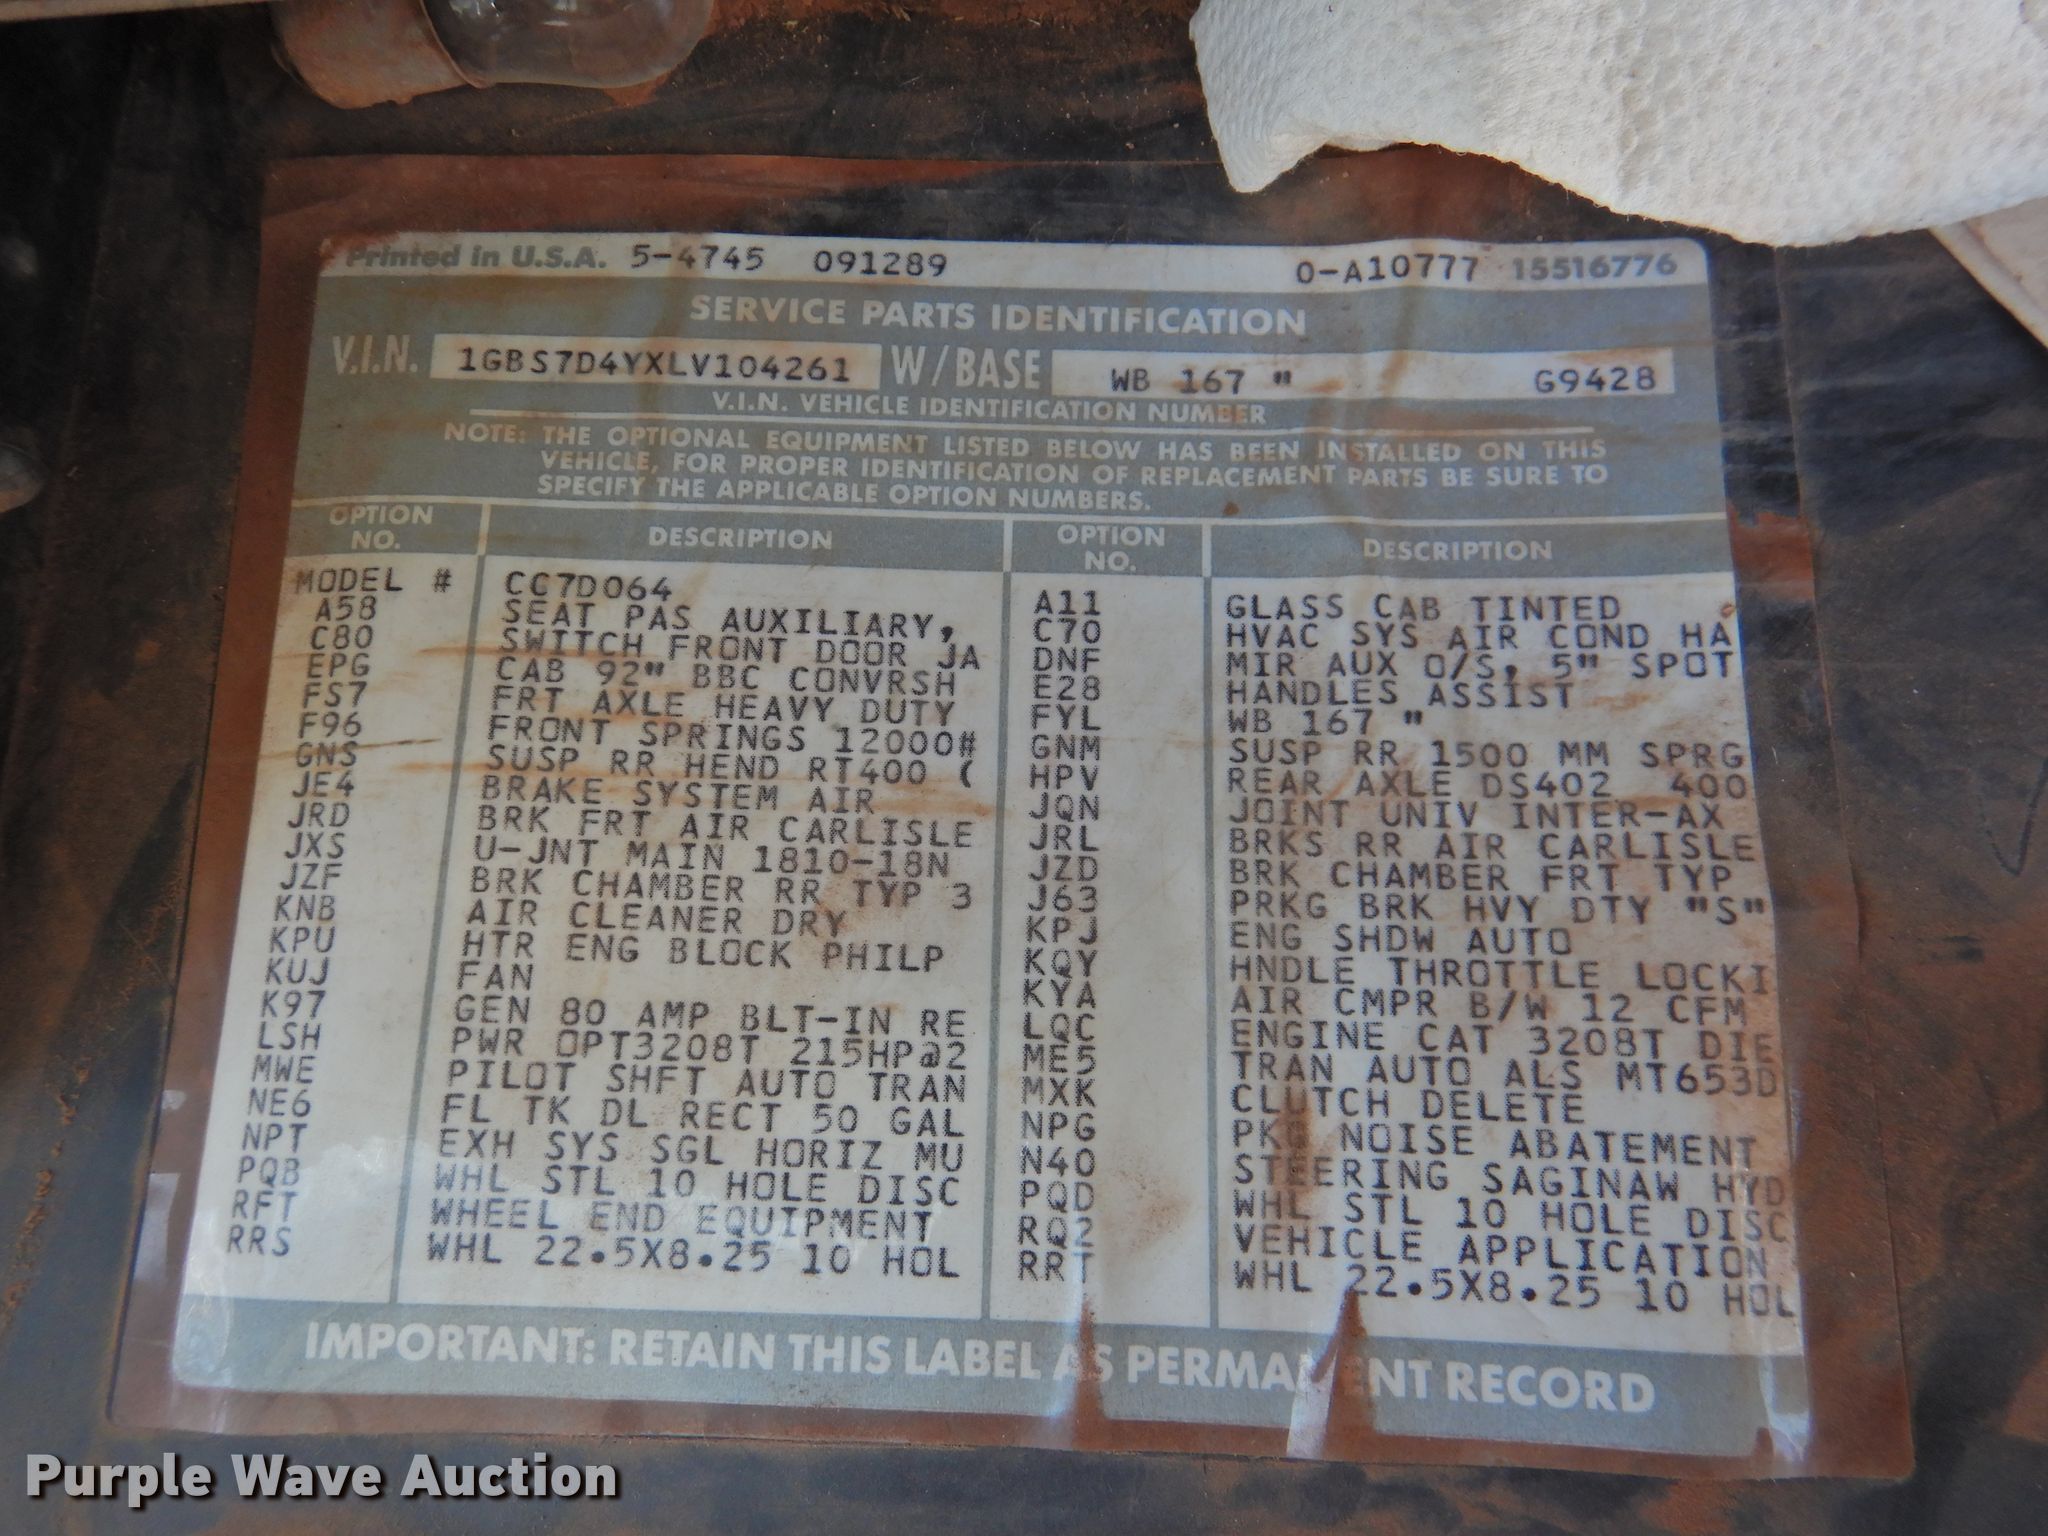 Printed in U.S.A. 5-4745 091289 0-A10777 15516776
SERVICE PARTS IDENTIFICATION
V.I.N. 1GBS7D4YXLV104261 W/BASE WB 167 " G9428
V.I.N. VEHICLE IDENTIFICATION NUMBER
NOTE: THE OPTIONAL EQUIPMENT LISTED BELOW HAS BEEN INSTALLED ON THIS
VEHICLE, FOR PROPER IDENTIFICATION OF REPLACEMENT PARTS BE SURE TO
SPECIFY THE APPLICABLE OPTION NUMBERS.
OPTION NO. DESCRIPTION OPTION NO. DESCRIPTION
MODEL # CC7D064
A58 SEAT PAS AUXILIARY, A11 GLASS CAB TINTED
C80 SWITCH FRONT DOOR JA C70 HVAC SYS AIR COND HA
EPG CAB 92" BBC CONVRSH DNF MIR AUX O/S, 5" SPOT
FS7 FRT AXLE HEAVY DUTY E28 HANDLES ASSIST
F96 FRONT SPRINGS 12000# FYL WB 167 "
GNS SUSP RR HEND RT400 ( GNM SUSP RR 1500 MM SPRG
JE4 BRAKE SYSTEM AIR HPV REAR AXLE DS402 400
JRD BRK FRT AIR CARLISLE JQN JOINT UNIV INTER-AX
JXS U-JNT MAIN 1810-18N JRL BRKS RR AIR CARLISLE
JZF BRK CHAMBER RR TYP 3 JZD BRK CHAMBER FRT TYP
KNB AIR CLEANER DRY J63 PRKG BRK HVY DTY "S"
KPU HTR ENG BLOCK PHILP KPJ ENG SHDW AUTO
KUJ FAN KQY HNDLE THROTTLE LOCKI
K97 GEN 80 AMP BLT-IN RE KYA AIR CMPR B/W 12 CFM
LSH PWR OPT3208T 215HP@2 LQC ENGINE CAT 3208T DIE
MWE PILOT SHFT AUTO TRAN ME5 TRAN AUTO ALS MT653D
NE6 FL TK DL RECT 50 GAL MXK CLUTCH DELETE
NPT EXH SYS SGL HORIZ MU NPG PKG NOISE ABATEMENT
PQB WHL STL 10 HOLE DISC N40 STEERING SAGINAW HYD
RFT WHEEL END EQUIPMENT PQD WHL STL 10 HOLE DISC
RRS WHL 22.5X8.25 10 HOL RQ2 VEHICLE APPLICATION
RRT WHL 22.5X8.25 10 HOL
IMPORTANT: RETAIN THIS LABEL AS PERMANENT RECORD
Purple Wave Auction